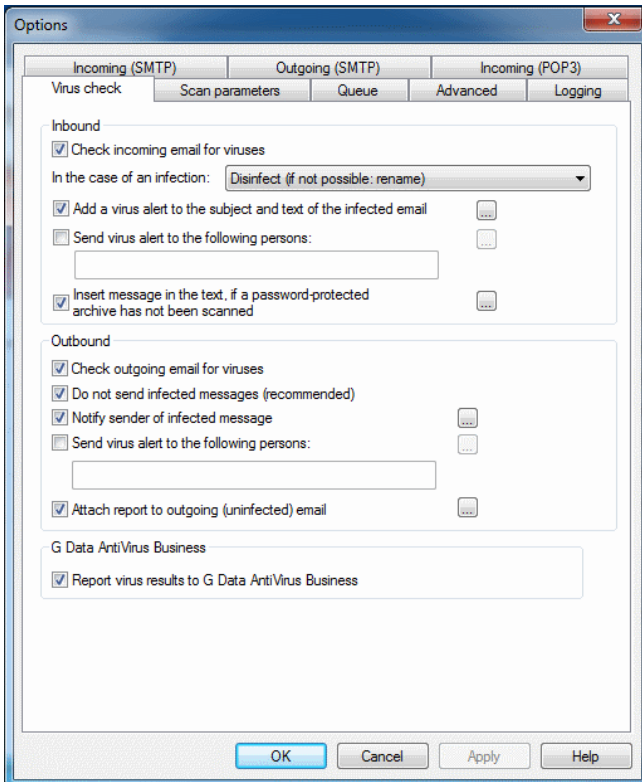 Options
Incoming (SMTP) Outgoing (SMTP) Incoming (POP3)
Virus check Scan parameters Queue Advanced Logging
Inbound
Check incoming email for viruses
In the case of an infection: Disinfect (if not possible: rename)
Add a virus alert to the subject and text of the infected email ...
Send virus alert to the following persons: ...
Insert message in the text, if a password-protected
archive has not been scanned ...
Outbound
Check outgoing email for viruses
Do not send infected messages (recommended)
Notify sender of infected message ...
Send virus alert to the following persons: ...
Attach report to outgoing (uninfected) email ...
G Data AntiVirus Business
Report virus results to G Data AntiVirus Business
OK Cancel Apply Help